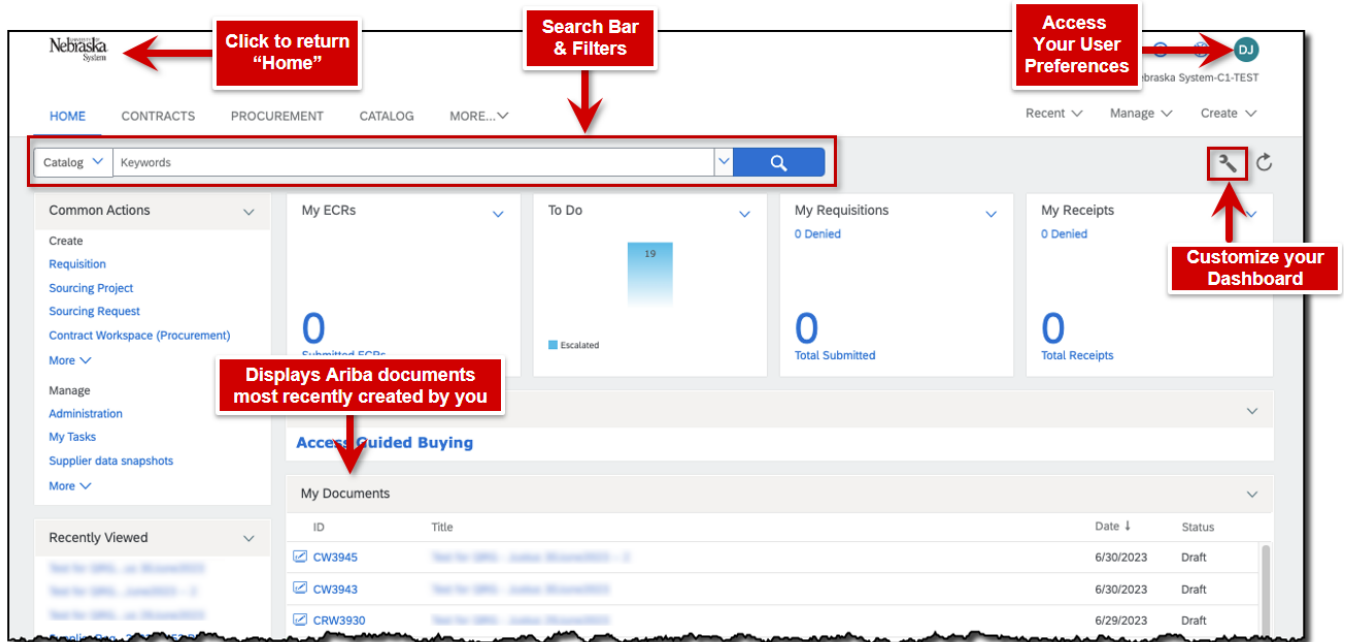 Nebraska
System
Click to return
“Home”
Search Bar
& Filters
Access
Your User
Preferences
DJ
System-C1-TEST
HOME CONTRACTS PROCUREMENT CATALOG MORE...
Recent Manage Create
Catalog Keywords
Common Actions
Create
Requisition
Sourcing Project
Sourcing Request
Contract Workspace (Procurement)
More
Manage
Administration
My Tasks
Supplier data snapshots
More
Recently Viewed
My ECRs
0
Submitted ECRs
To Do
19
Escalated
My Requisitions
0 Denied
0
Total Submitted
My Receipts
0 Denied
0
Total Receipts
Customize your
Dashboard
Displays Ariba documents
most recently created by you
Access Guided Buying
My Documents
ID Title Date ↓ Status
CW3945 6/30/2023 Draft
CW3943 6/30/2023 Draft
CRW3930 6/29/2023 Draft